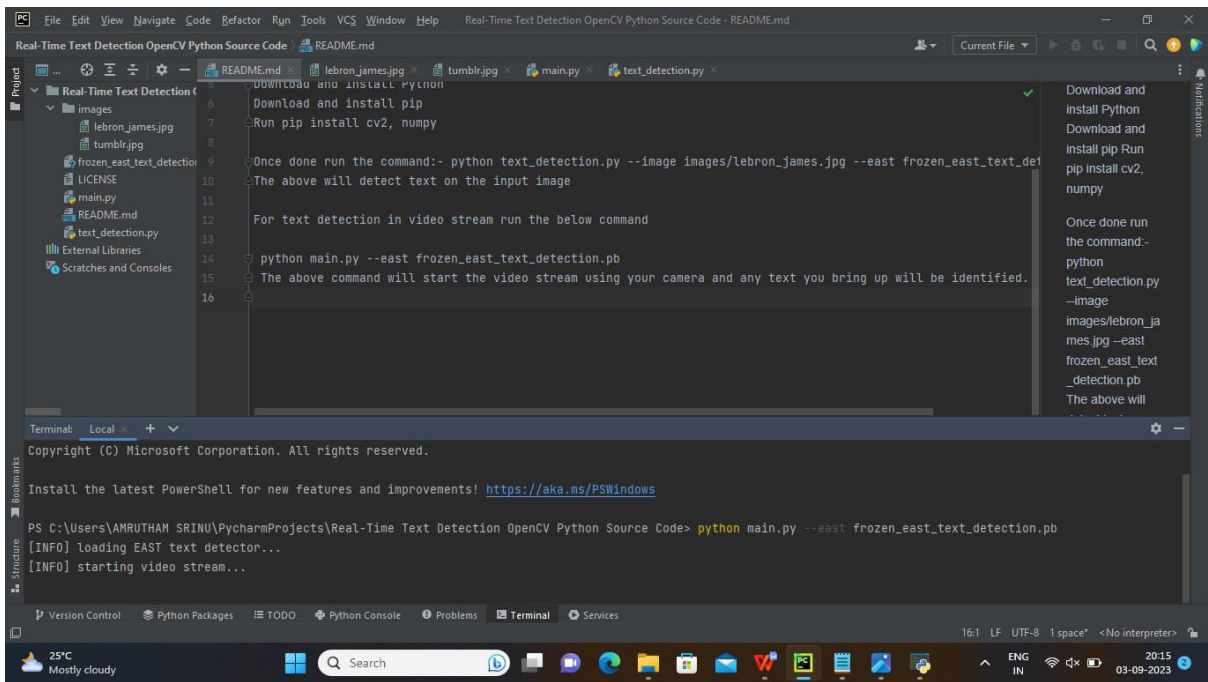 PC File Edit View Navigate Code Refactor Run Tools VCS Window Help Real-Time Text Detection OpenCV Python Source Code - README.md
Real-Time Text Detection OpenCV Python Source Code README.md Current File
Project
README.md lebron_james.jpg tumblr.jpg main.py text_detection.py
Real-Time Text Detection
images
lebron_james.jpg
tumblr.jpg
frozen_east_text_detection
LICENSE
main.py
README.md
text_detection.py
External Libraries
Scratches and Consoles
5 Download and install Python
6 Download and install pip
7 Run pip install cv2, numpy
8
9 Once done run the command:- python text_detection.py --image images/lebron_james.jpg --east frozen_east_text_det
10 The above will detect text on the input image
11
12 For text detection in video stream run the below command
13
14 python main.py --east frozen_east_text_detection.pb
15 The above command will start the video stream using your camera and any text you bring up will be identified.
16
Download and
install Python
Download and
install pip Run
pip install cv2,
numpy
Once done run
the command:-
python
text_detection.py
--image
images/lebron_ja
mes.jpg --east
frozen_east_text
_detection.pb
The above will
Notifications
Terminal: Local
Copyright (C) Microsoft Corporation. All rights reserved.
Install the latest PowerShell for new features and improvements! https://aka.ms/PSWindows
PS C:\Users\AMRUTHAM SRINU\PycharmProjects\Real-Time Text Detection OpenCV Python Source Code> python main.py --east frozen_east_text_detection.pb
[INFO] loading EAST text detector...
[INFO] starting video stream...
Bookmarks
Structure
Version Control Python Packages TODO Python Console Problems Terminal Services
16:1 LF UTF-8 1 space* <No interpreter>
25°C
Mostly cloudy
Search
ENG
IN
20:15
03-09-2023
2